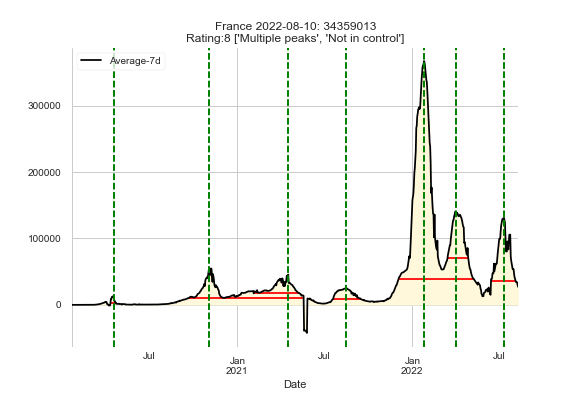 France 2022-08-10: 34359013
Rating:8 ['Multiple peaks', 'Not in control']
Average-7d
300000
200000
100000
0
Jul
Jan
2021
Jul
Jan
2022
Jul
Date